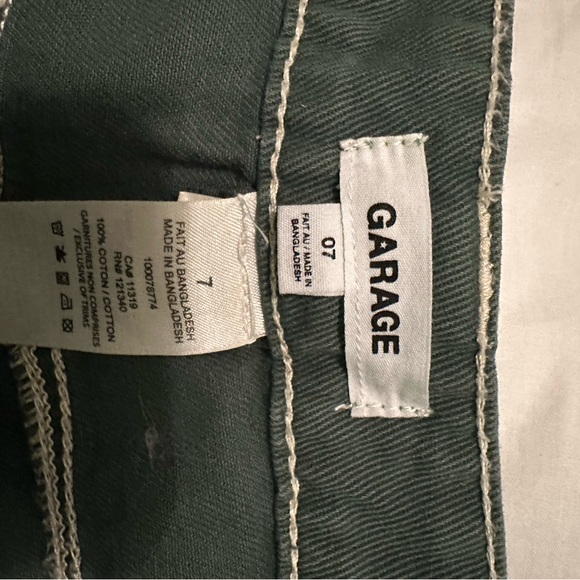 GARAGE
07
FAIT AU / MADE IN
BANGLADESH
7
FAIT AU BANGLADESH
MADE IN BANGLADESH
100078774
CA# 11319
RN# 121340
100% COTON / COTTON
GARNITURES NON COMPRISES
/ EXCLUSIVE OF TRIMS